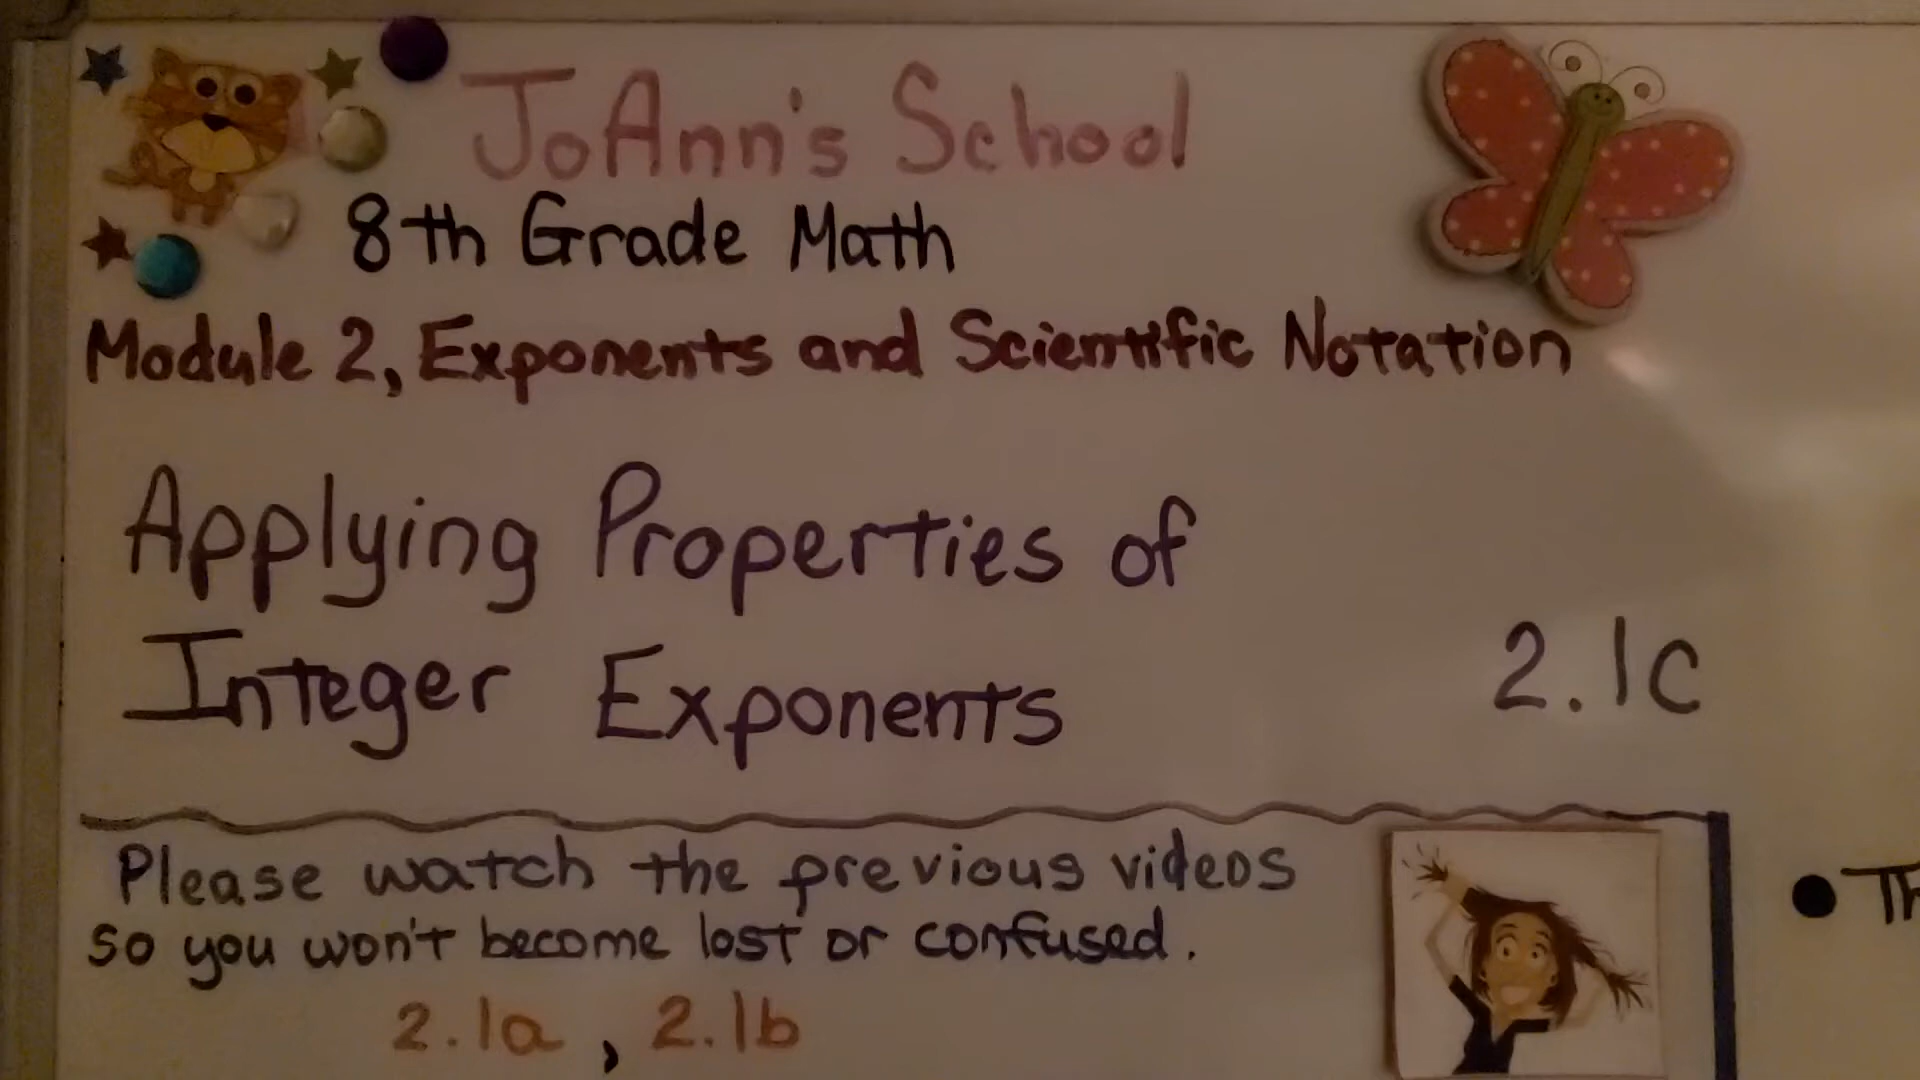 JoAnn's School
8th Grade Math
Module 2, Exponents and Scientific Notation
Applying Properties of
Integer Exponents
2.1c
Please watch the previous videos
so you won't become lost or confused.
2.1a, 2.1b